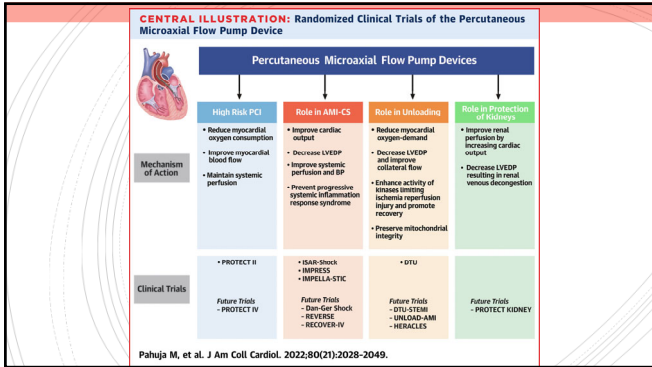 CENTRAL ILLUSTRATION: Randomized Clinical Trials of the Percutaneous
Microaxial Flow Pump Device
Percutaneous Microaxial Flow Pump Devices
High Risk PCI
Role in AMI-CS
Role in Unloading
Role in Protection
of Kidneys
Mechanism
of Action
• Reduce myocardial
oxygen consumption
• Improve myocardial
blood flow
• Maintain systemic
perfusion
• Improve cardiac
output
• Decrease LVEDP
• Improve systemic
perfusion and BP
• Prevent progressive
systemic inflammation
response syndrome
• Reduce myocardial
oxygen-demand
• Decrease LVEDP
and improve
collateral flow
• Enhance activity of
kinases limiting
ischemia reperfusion
injury and promote
recovery
• Preserve mitochondrial
integrity
• Improve renal
perfusion by
increasing cardiac
output
• Decrease LVEDP
resulting in renal
venous decongestion
Clinical Trials
• PROTECT II
Future Trials
- PROTECT IV
• ISAR-Shock
• IMPRESS
• IMPELLA-STIC
Future Trials
- Dan-Ger Shock
- REVERSE
- RECOVER-IV
• DTU
Future Trials
- DTU-STEMI
- UNLOAD-AMI
- HERACLES
Future Trials
- PROTECT KIDNEY
Pahuja M, et al. J Am Coll Cardiol. 2022;80(21):2028-2049.